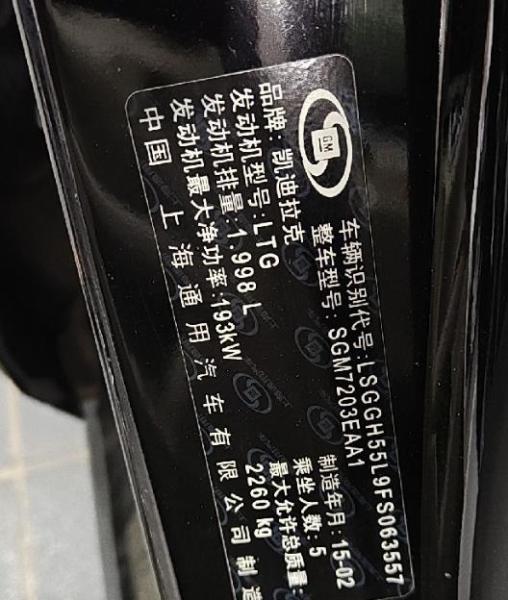 GM
车辆识别代号:LSGGH55L9FS063557
整车型号:SGM7203EAA1
品牌:凯迪拉克
制造年月:15-02
发动机型号:LTG
乘坐人数:5
发动机排量:1.998 L
最大允许总质量:
发动机最大净功率:193kW
2260 kg
中国 上海通用汽车有限公司制造